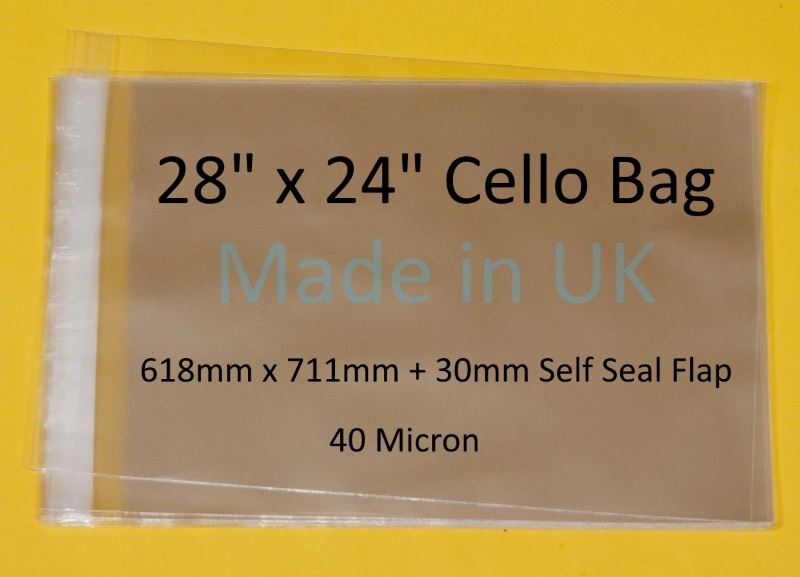 28" x 24" Cello Bag
Made in UK
618mm x 711mm + 30mm Self Seal Flap
40 Micron